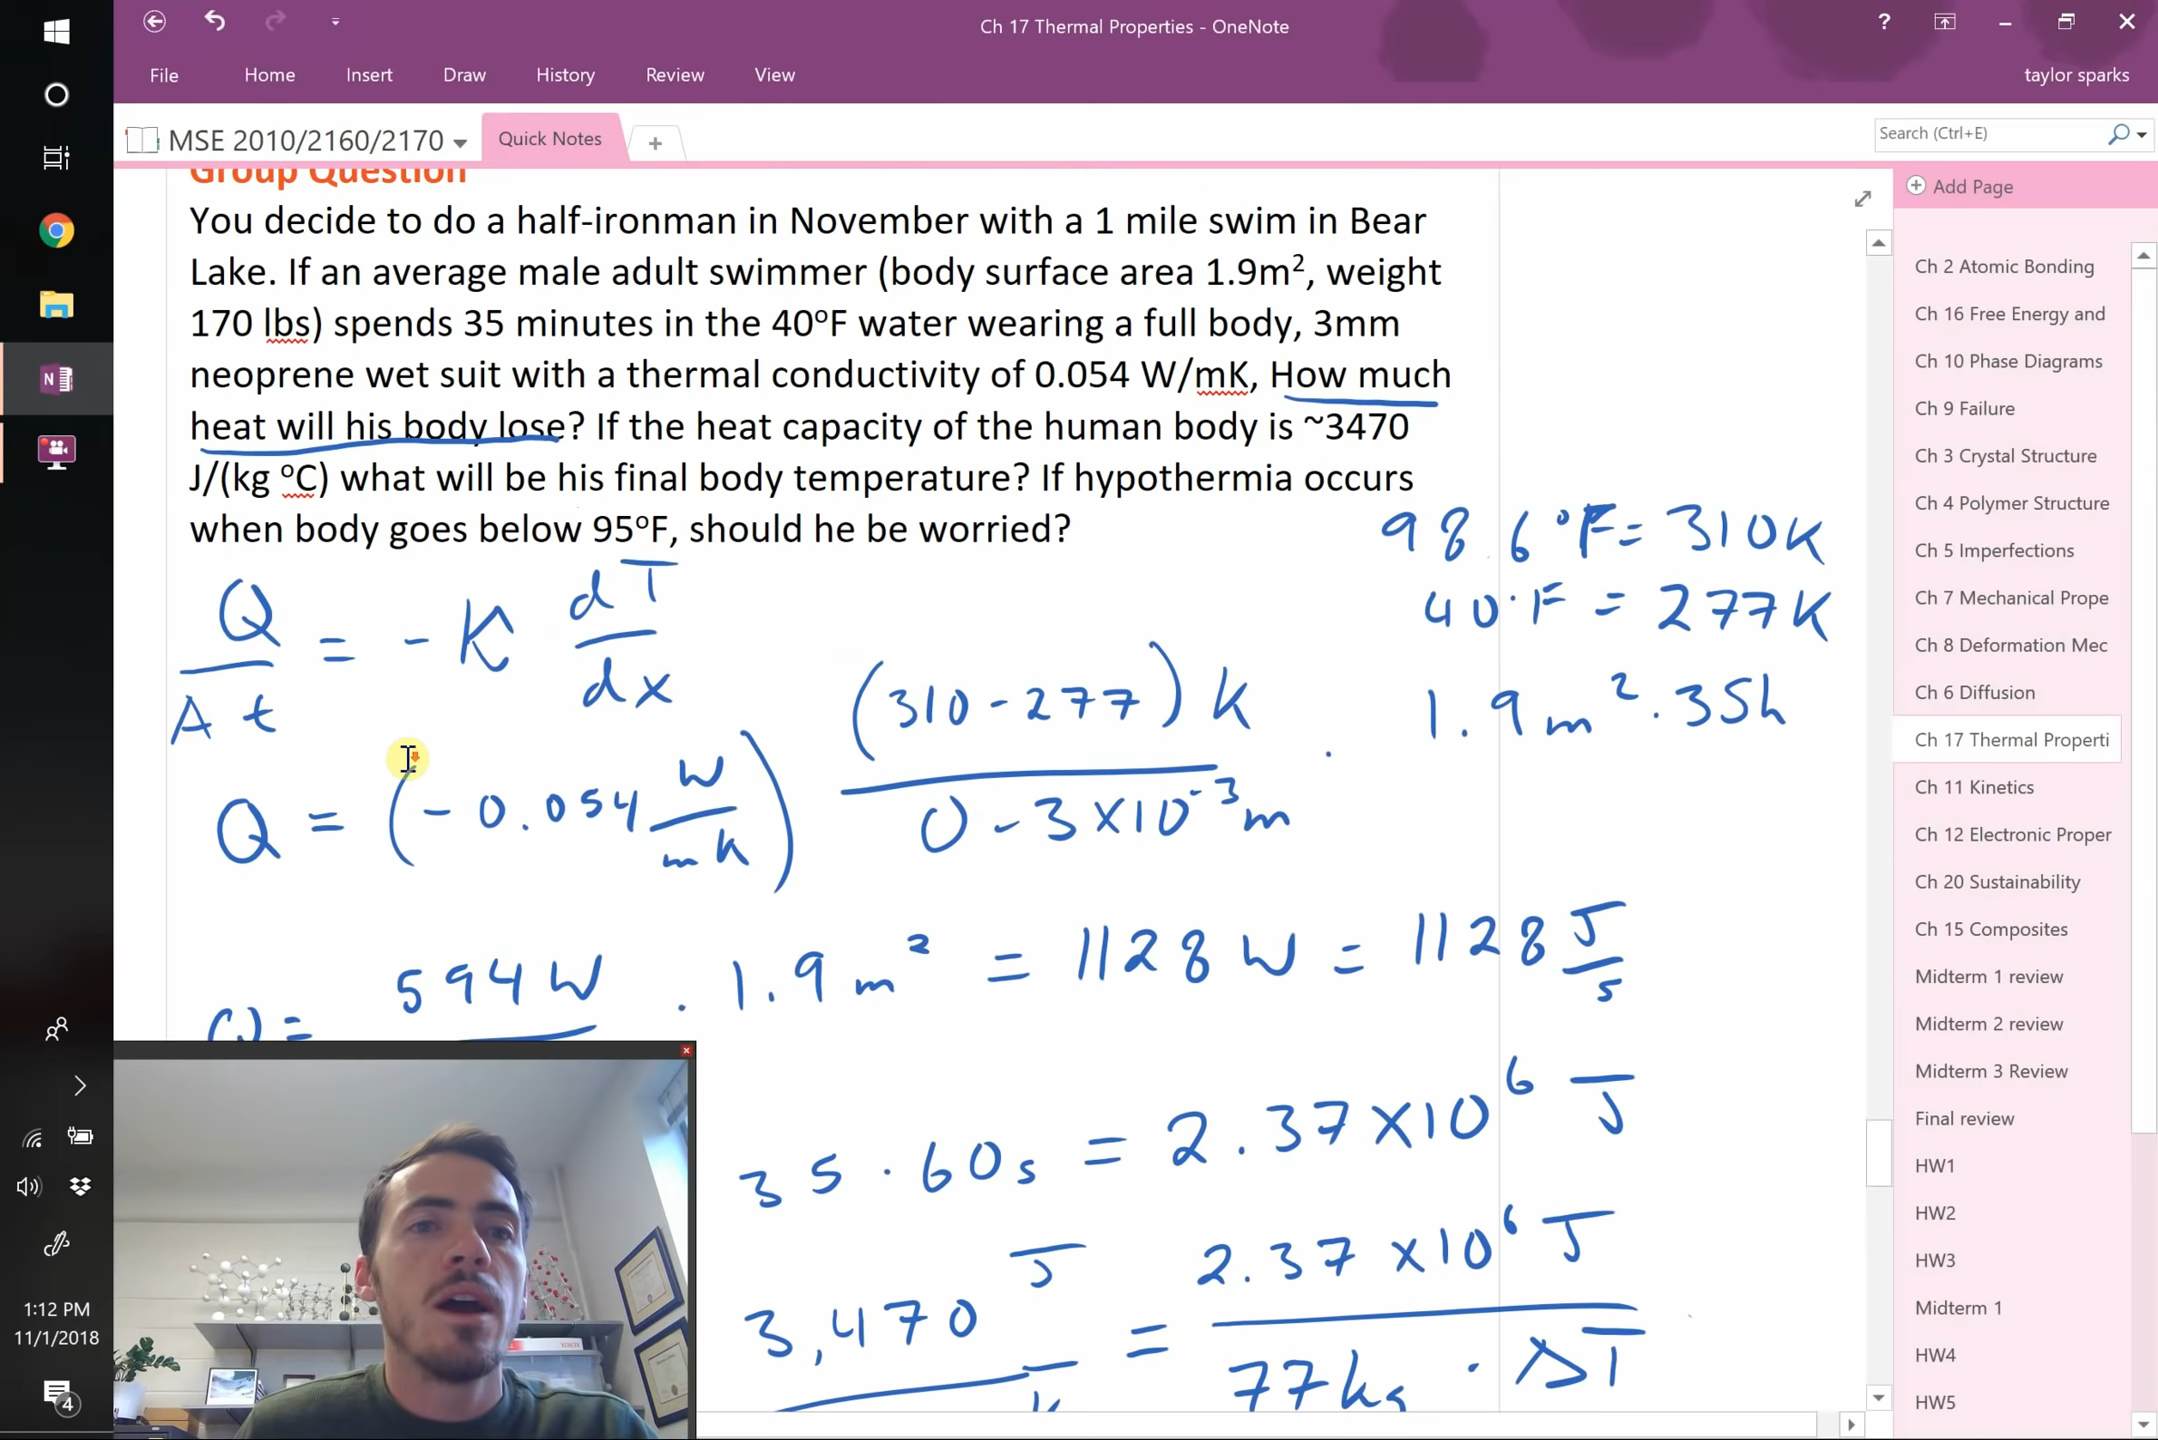 Ch 17 Thermal Properties - OneNote
?
File Home Insert Draw History Review View
taylor sparks
MSE 2010/2160/2170
Quick Notes
+
Search (Ctrl+E)
Group Question
You decide to do a half-ironman in November with a 1 mile swim in Bear
Lake. If an average male adult swimmer (body surface area 1.9m², weight
170 lbs) spends 35 minutes in the 40°F water wearing a full body, 3mm
neoprene wet suit with a thermal conductivity of 0.054 W/mK, How much
heat will his body lose? If the heat capacity of the human body is ~3470
J/(kg °C) what will be his final body temperature? If hypothermia occurs
when body goes below 95°F, should he be worried?
98.6°F = 310K
40°F = 277K
Q/At = -K dT/dx
Q = (-0.054 W/mK) (310-277)K / 0-3×10⁻³m · 1.9m² · 35h
Q = 594W · 1.9m² = 1128W = 1128 J/s
35 · 60s = 2.37×10⁶ J
3,470 J = 2.37×10⁶ J / 77kg · ΔT
Add Page
Ch 2 Atomic Bonding
Ch 16 Free Energy and
Ch 10 Phase Diagrams
Ch 9 Failure
Ch 3 Crystal Structure
Ch 4 Polymer Structure
Ch 5 Imperfections
Ch 7 Mechanical Prope
Ch 8 Deformation Mec
Ch 6 Diffusion
Ch 17 Thermal Properti
Ch 11 Kinetics
Ch 12 Electronic Proper
Ch 20 Sustainability
Ch 15 Composites
Midterm 1 review
Midterm 2 review
Midterm 3 Review
Final review
HW1
HW2
HW3
Midterm 1
HW4
HW5
N
1:12 PM
11/1/2018
4